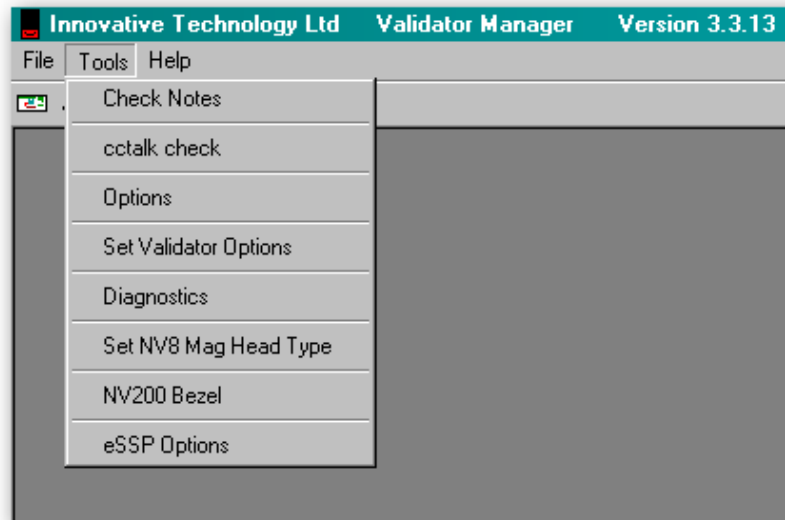 Innovative Technology Ltd Validator Manager Version 3.3.13
File Tools Help
Check Notes
cctalk check
Options
Set Validator Options
Diagnostics
Set NV8 Mag Head Type
NV200 Bezel
eSSP Options